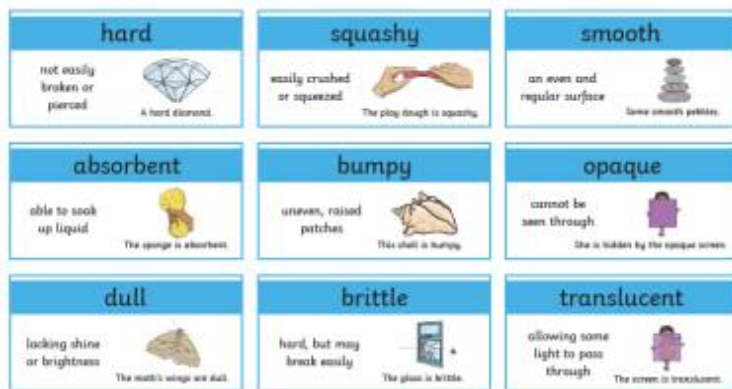 hard
not easily
broken or
pierced
A hard diamond.
squashy
easily crushed
or squeezed
The play dough is squashy.
smooth
an even and
regular surface
Some smooth pebbles.
absorbent
able to soak
up liquid
The sponge is absorbent.
bumpy
uneven, raised
patches
This shell is bumpy.
opaque
cannot be
seen through
She is hidden by the opaque screen.
dull
lacking shine
or brightness
The moth's wings are dull.
brittle
hard, but may
break easily
The glass is brittle.
translucent
allowing some
light to pass
through
The screen is translucent.